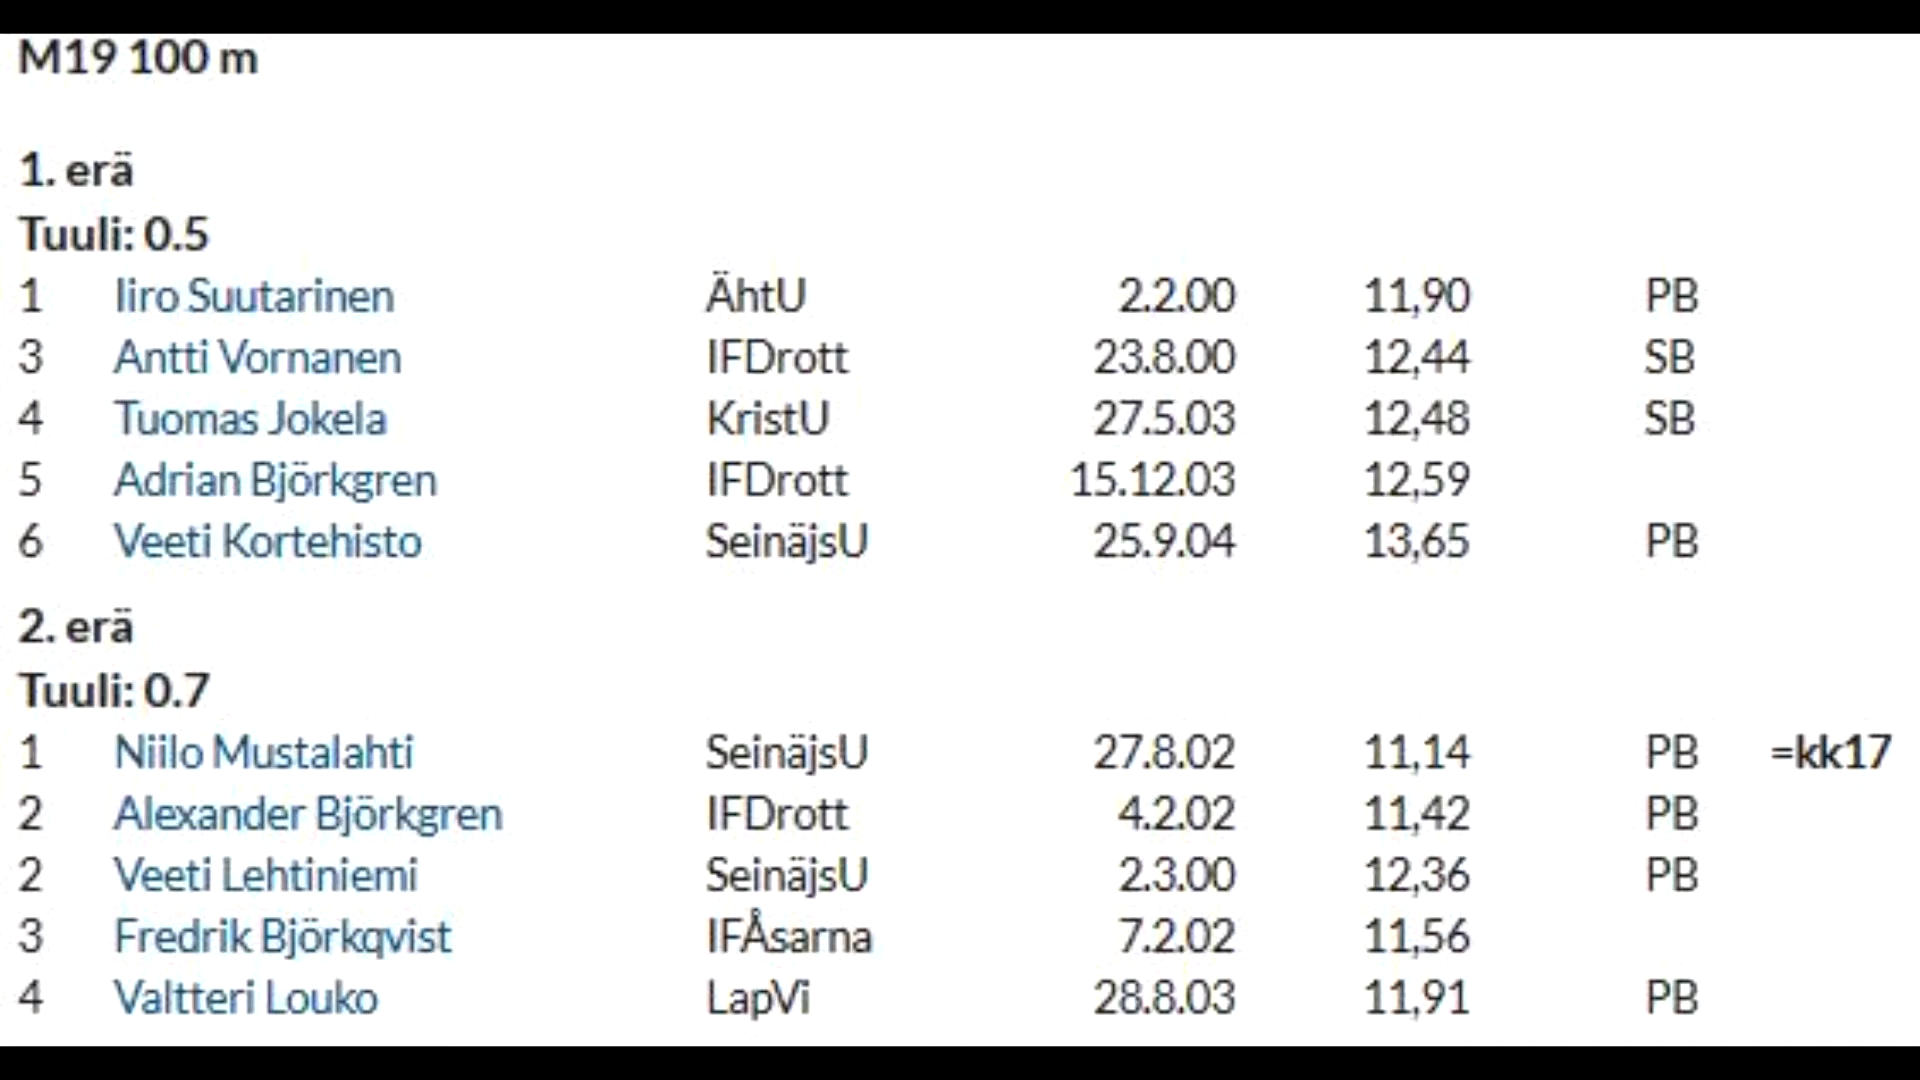 M19 100 m
1. erä
Tuuli: 0.5
1 Iiro Suutarinen ÄhtU 2.2.00 11,90 PB
3 Antti Vornanen IFDrott 23.8.00 12,44 SB
4 Tuomas Jokela KristU 27.5.03 12,48 SB
5 Adrian Björkgren IFDrott 15.12.03 12,59
6 Veeti Kortehisto SeinäjsU 25.9.04 13,65 PB
2. erä
Tuuli: 0.7
1 Niilo Mustalahti SeinäjsU 27.8.02 11,14 PB =kk17
2 Alexander Björkgren IFDrott 4.2.02 11,42 PB
2 Veeti Lehtiniemi SeinäjsU 2.3.00 12,36 PB
3 Fredrik Björkqvist IFÅsarna 7.2.02 11,56
4 Valtteri Louko LapVi 28.8.03 11,91 PB